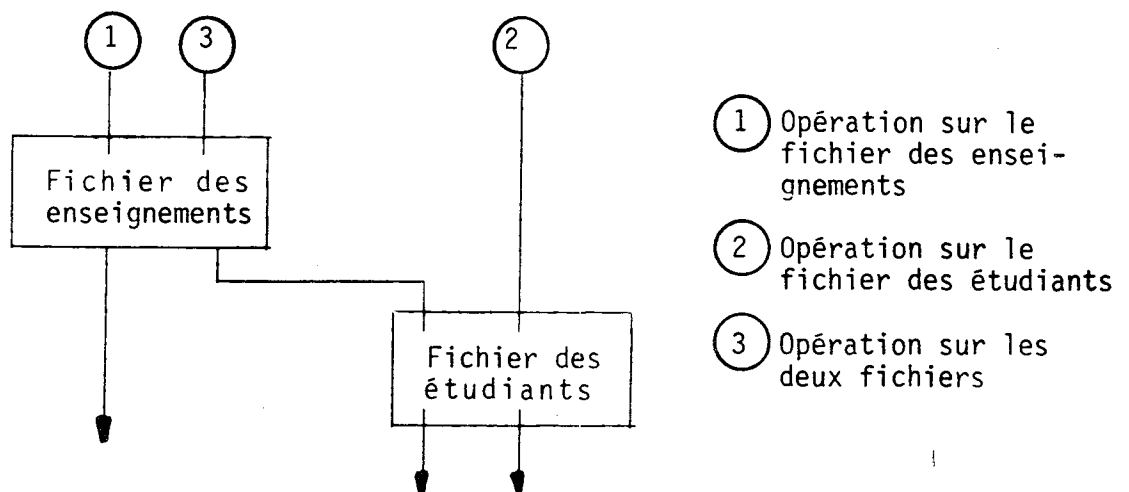 1 3 2
Fichier des
enseignements
Fichier des
étudiants
1 Opération sur le
fichier des ensei-
gnements
2 Opération sur le
fichier des étudiants
3 Opération sur les
deux fichiers